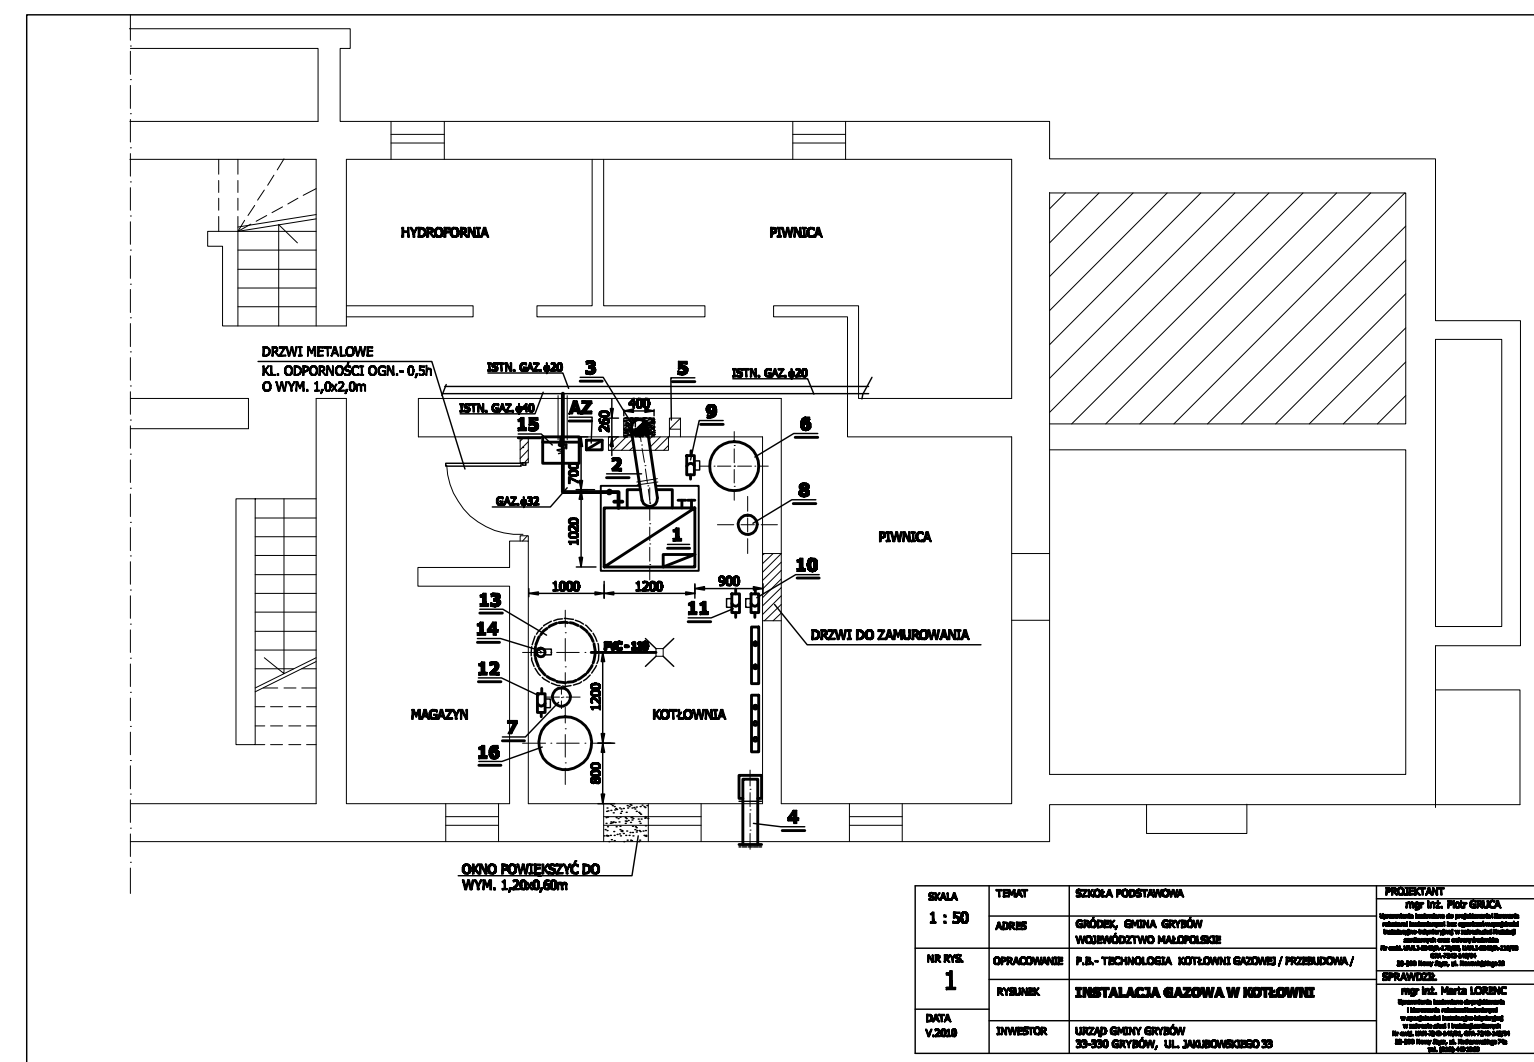 HYDROFORNIA
PIWNICA
DRZWI METALOWE
KL. ODPORNOŚCI OGN.- 0,5h
O WYM. 1,0x2,0m
ISTN. GAZ.ϕ20
3
5
ISTN. GAZ.ϕ20
ISTN. GAZ.ϕ40
AZ
400
260
15
9
6
2
700
GAZ.ϕ32
8
1020
1
PIWNICA
10
1000
1200
900
13
11
14
DRZWI DO ZAMUROWANIA
PVC - 110
12
1200
MAGAZYN
KOTŁOWNIA
7
16
800
4
OKNO POWIĘKSZYĆ DO
WYM. 1,20x0,60m
SKALA
1 : 50
NR RYS.
1
DATA
V.2018
TEMAT
SZKOŁA PODSTAWOWA
ADRES
GRÓDEK, GMINA GRYBÓW
WOJEWÓDZTWO MAŁOPOLSKIE
OPRACOWANIE
P.B.- TECHNOLOGIA KOTŁOWNI GAZOWEJ / PRZEBUDOWA /
RYSUNEK
INSTALACJA GAZOWA W KOTŁOWNI
INWESTOR
URZĄD GMINY GRYBÓW
33-330 GRYBÓW, UL. JAKUBOWSKIEGO 33
PROJEKTANT
mgr inż. Piotr GRUCA
SPRAWDZIŁ
mgr inż. Marta LORENC